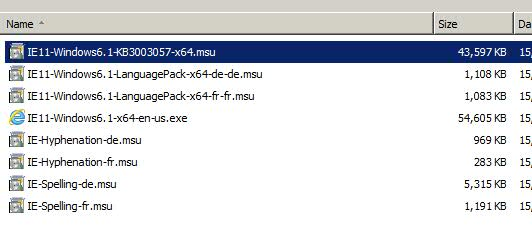 Name Size Da
IE11-Windows6.1-KB3003057-x64.msu 43,597 KB 15,
IE11-Windows6.1-LanguagePack-x64-de-de.msu 1,108 KB 15,
IE11-Windows6.1-LanguagePack-x64-fr-fr.msu 1,083 KB 15,
IE11-Windows6.1-x64-en-us.exe 54,605 KB 15,
IE-Hyphenation-de.msu 969 KB 15,
IE-Hyphenation-fr.msu 283 KB 15,
IE-Spelling-de.msu 5,315 KB 15,
IE-Spelling-fr.msu 1,191 KB 15,